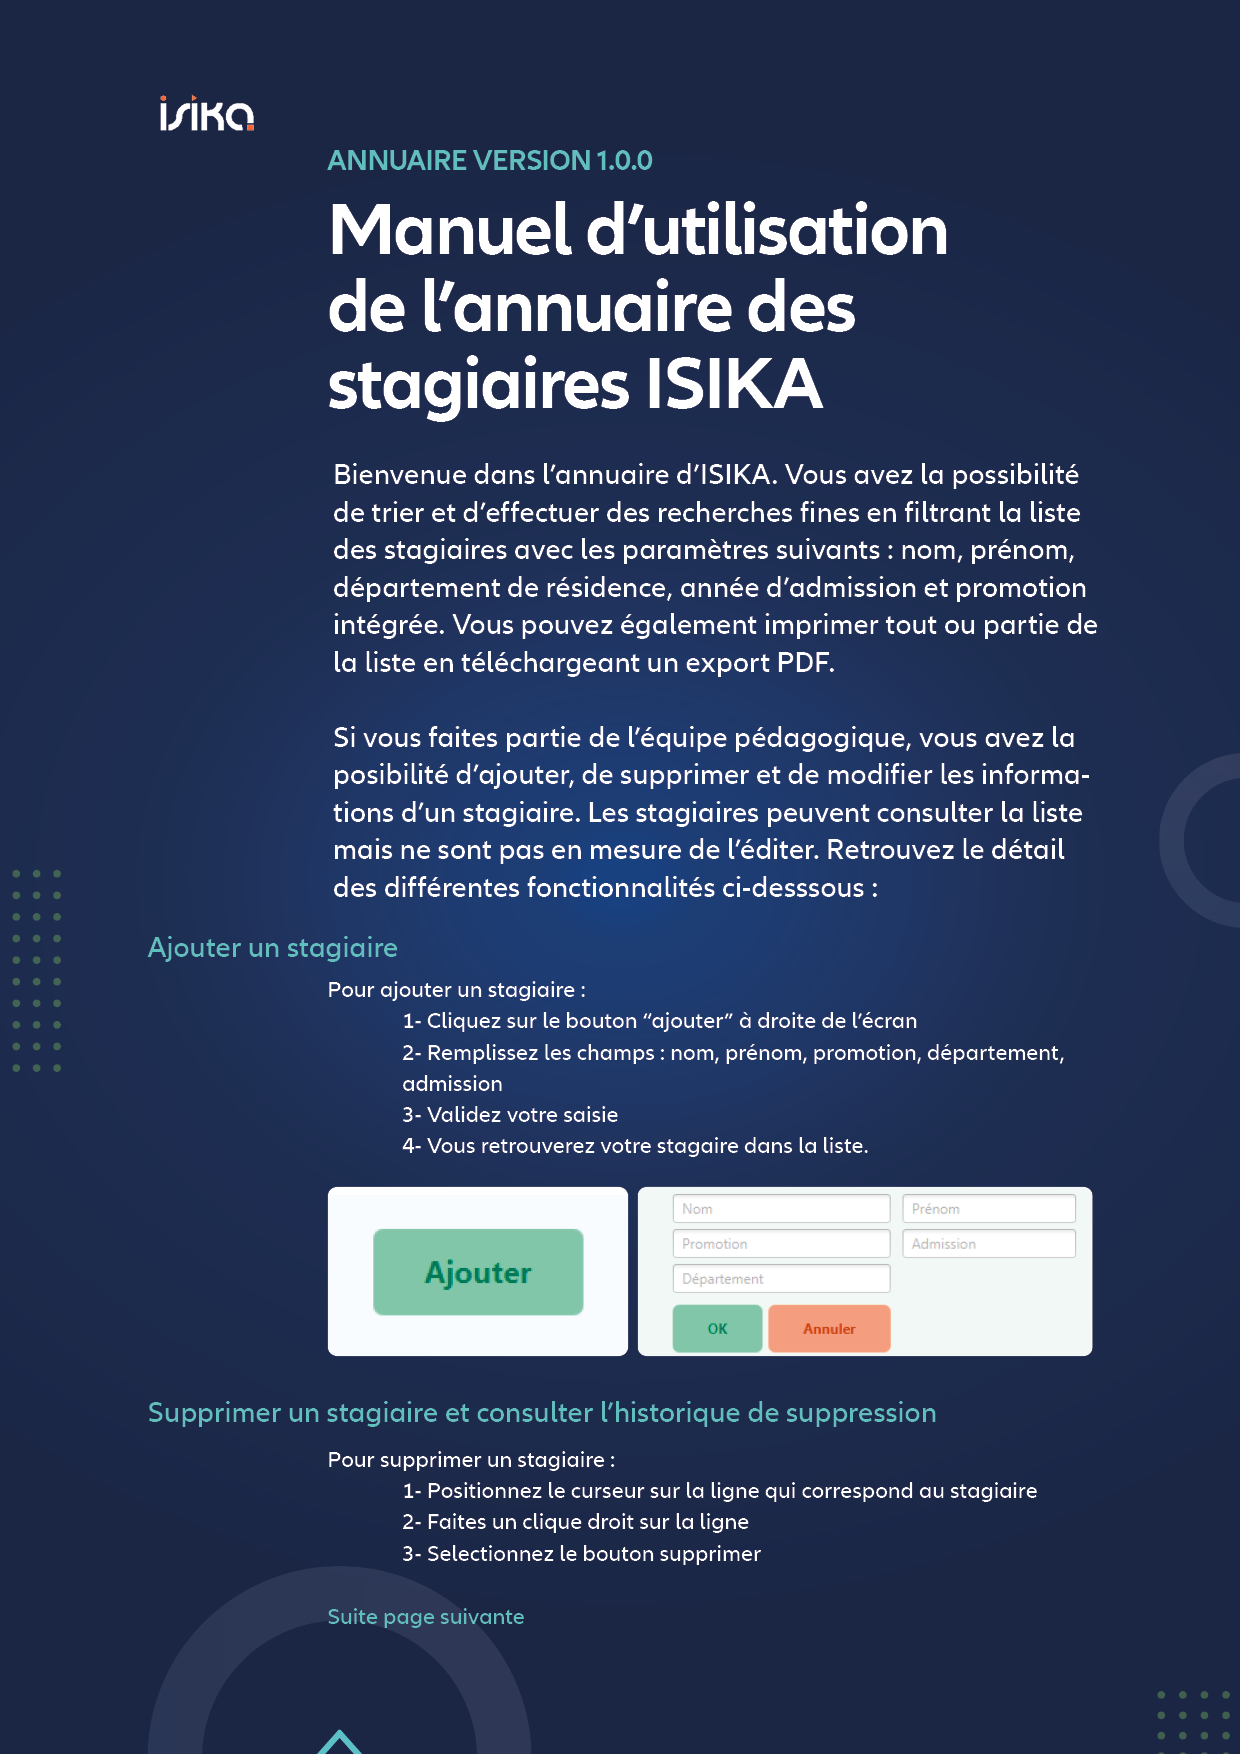 isika
ANNUAIRE VERSION 1.0.0
Manuel d’utilisation
de l’annuaire des
stagiaires ISIKA
Bienvenue dans l’annuaire d’ISIKA. Vous avez la possibilité
de trier et d’effectuer des recherches fines en filtrant la liste
des stagiaires avec les paramètres suivants : nom, prénom,
département de résidence, année d’admission et promotion
intégrée. Vous pouvez également imprimer tout ou partie de
la liste en téléchargeant un export PDF.
Si vous faites partie de l’équipe pédagogique, vous avez la
posibilité d’ajouter, de supprimer et de modifier les informa-
tions d’un stagiaire. Les stagiaires peuvent consulter la liste
mais ne sont pas en mesure de l’éditer. Retrouvez le détail
des différentes fonctionnalités ci-desssous :
Ajouter un stagiaire
Pour ajouter un stagiaire :
1- Cliquez sur le bouton “ajouter” à droite de l’écran
2- Remplissez les champs : nom, prénom, promotion, département,
admission
3- Validez votre saisie
4- Vous retrouverez votre stagaire dans la liste.
Ajouter
Nom
Prénom
Promotion
Admission
Département
OK
Annuler
Supprimer un stagiaire et consulter l’historique de suppression
Pour supprimer un stagiaire :
1- Positionnez le curseur sur la ligne qui correspond au stagiaire
2- Faites un clique droit sur la ligne
3- Selectionnez le bouton supprimer
Suite page suivante